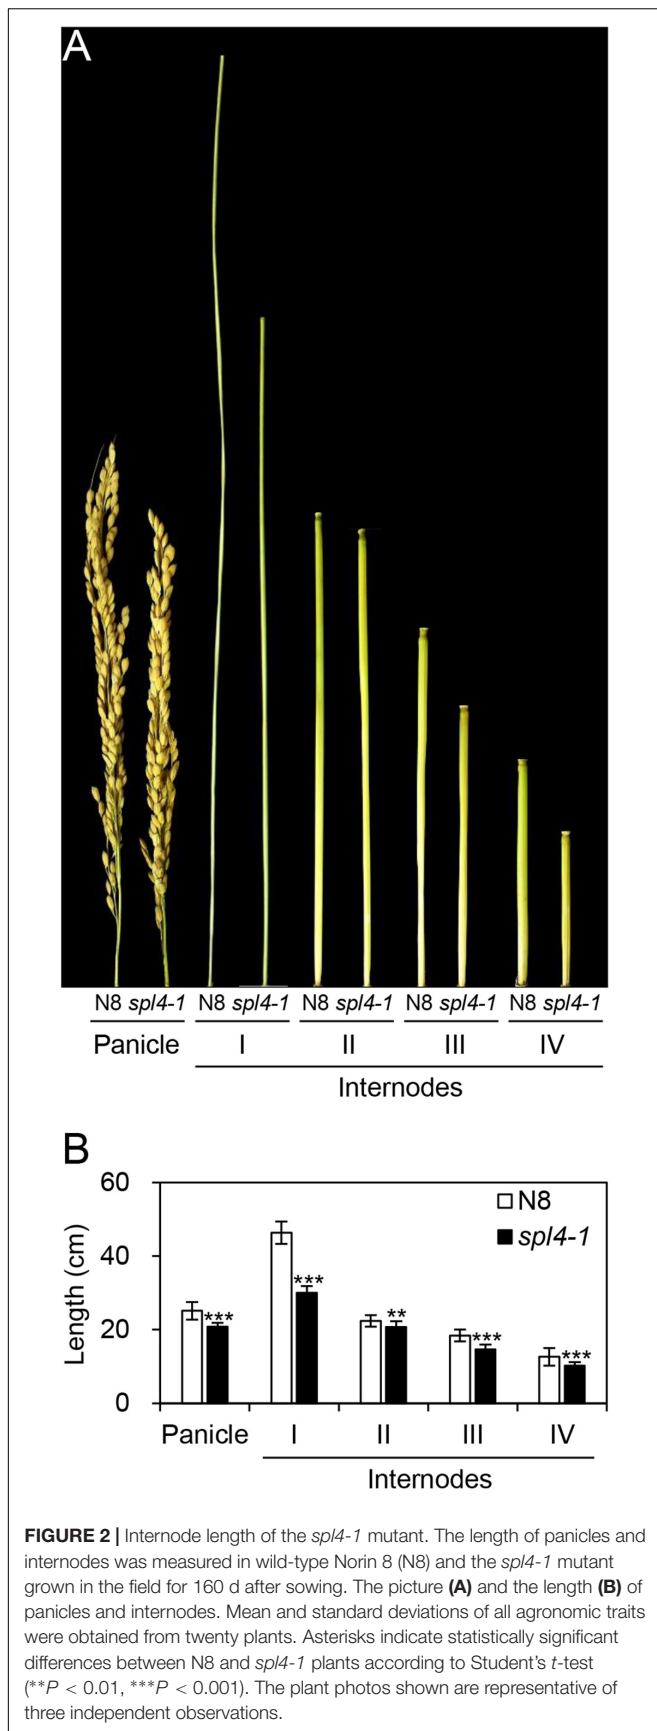 A
N8 spl4-1 N8 spl4-1 N8 spl4-1 N8 spl4-1 N8 spl4-1
Panicle I II III IV
Internodes
B
60
40
20
0
Length (cm)
N8
spl4-1
***
***
**
***
***
Panicle I II III IV
Internodes
FIGURE 2 | Internode length of the spl4-1 mutant. The length of panicles and
internodes was measured in wild-type Norin 8 (N8) and the spl4-1 mutant
grown in the field for 160 d after sowing. The picture (A) and the length (B) of
panicles and internodes. Mean and standard deviations of all agronomic traits
were obtained from twenty plants. Asterisks indicate statistically significant
differences between N8 and spl4-1 plants according to Student’s t-test
(**P < 0.01, ***P < 0.001). The plant photos shown are representative of
three independent observations.